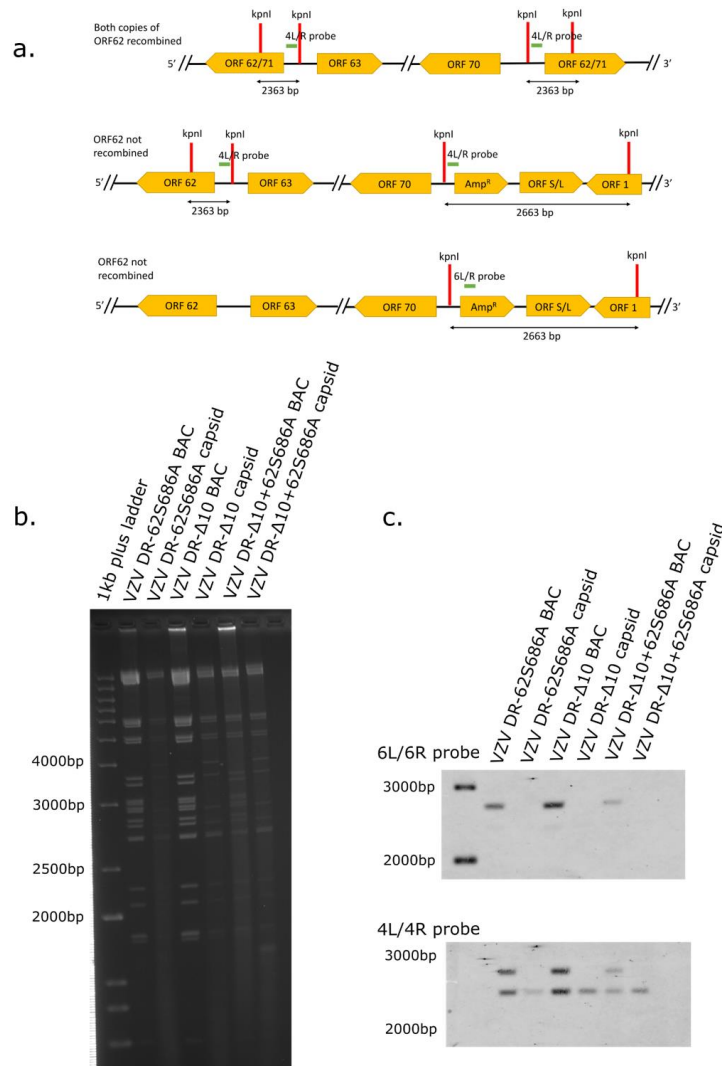 a.
Both copies of
ORF62 recombined
kpnI
4L/R probe
kpnI
kpnI
4L/R probe
kpnI
5’
ORF 62/71
ORF 63
ORF 70
ORF 62/71
3’
2363 bp
2363 bp
ORF62 not
recombined
kpnI
kpnI
4L/R probe
kpnI
4L/R probe
kpnI
5’
ORF 62
ORF 63
ORF 70
Ampᴿ
ORF S/L
ORF 1
3’
2363 bp
2663 bp
ORF62 not
recombined
kpnI
6L/R probe
kpnI
5’
ORF 62
ORF 63
ORF 70
Ampᴿ
ORF S/L
ORF 1
3’
2663 bp
b.
1kb plus ladder
VZV DR-62S686A BAC
VZV DR-62S686A capsid
VZV DR-Δ10 BAC
VZV DR-Δ10 capsid
VZV DR-Δ10+62S686A BAC
VZV DR-Δ10+62S686A capsid
4000bp
3000bp
2500bp
2000bp
c.
VZV DR-62S686A BAC
VZV DR-62S686A capsid
VZV DR-Δ10 BAC
VZV DR-Δ10 capsid
VZV DR-Δ10+62S686A BAC
VZV DR-Δ10+62S686A capsid
6L/6R probe
3000bp
2000bp
4L/4R probe
3000bp
2000bp